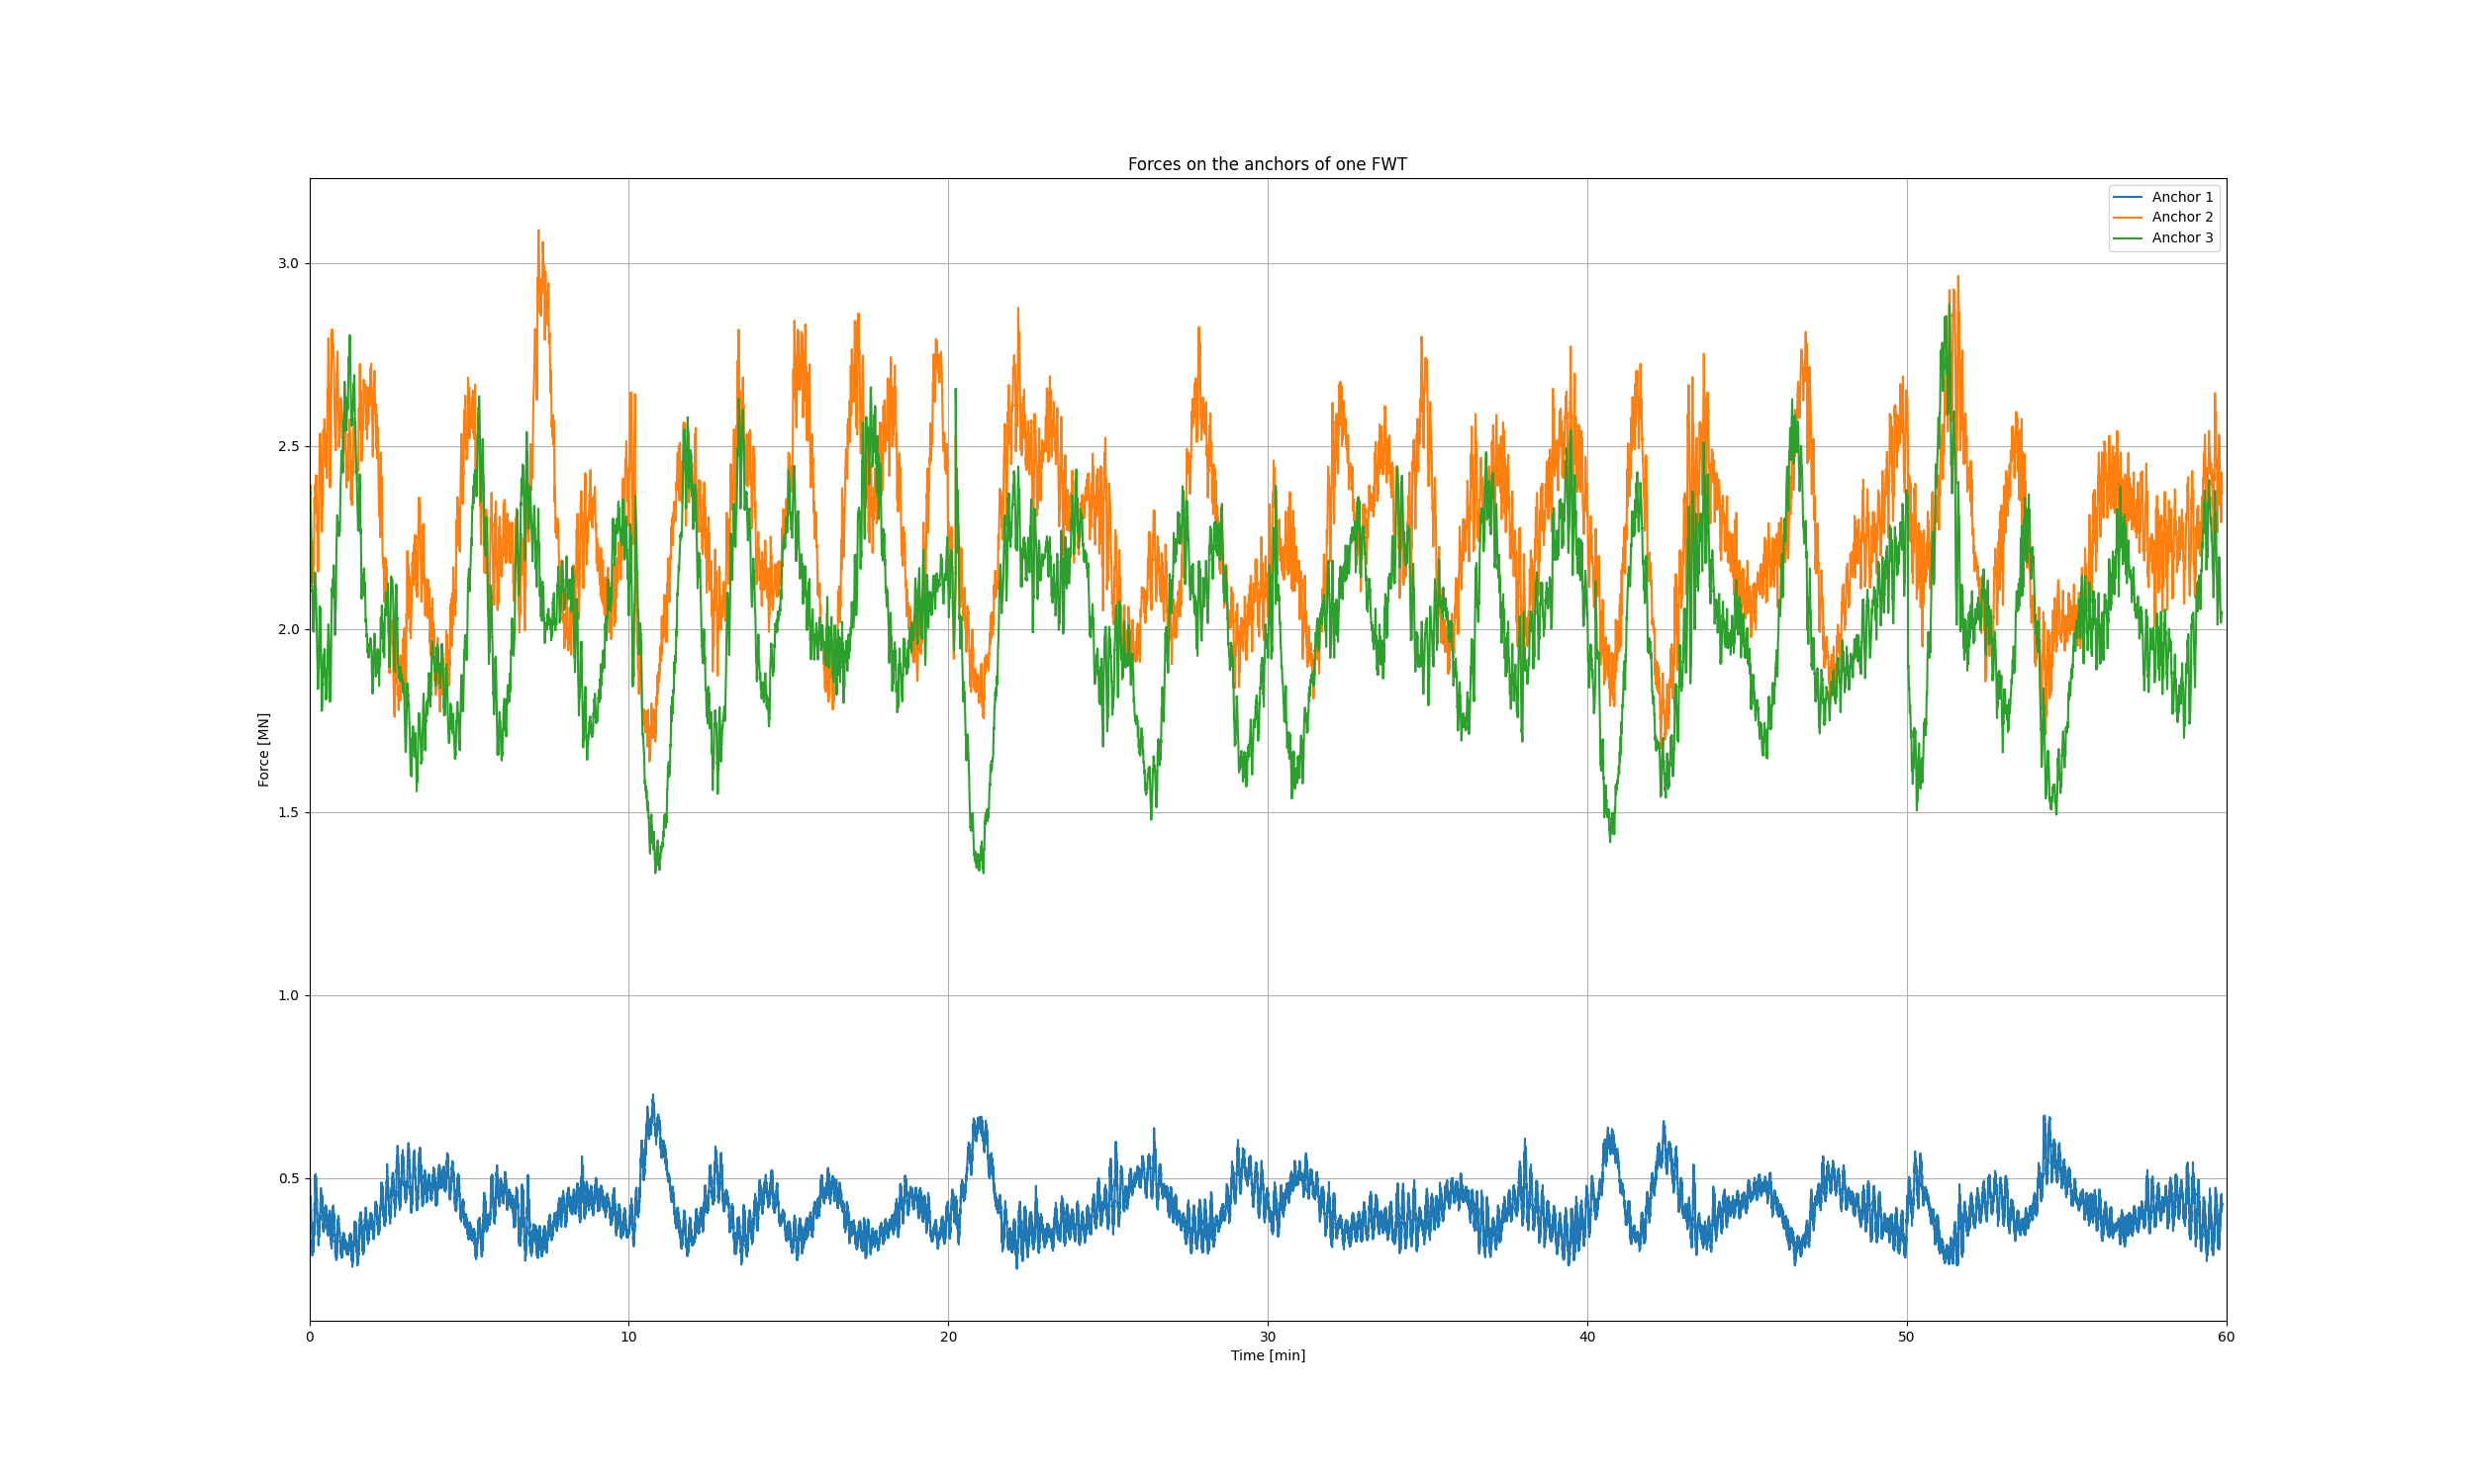 Forces on the anchors of one FWT
Anchor 1
Anchor 2
Anchor 3
Force [MN]
3.0
2.5
2.0
1.5
1.0
0.5
0 10 20 30 40 50 60
Time [min]